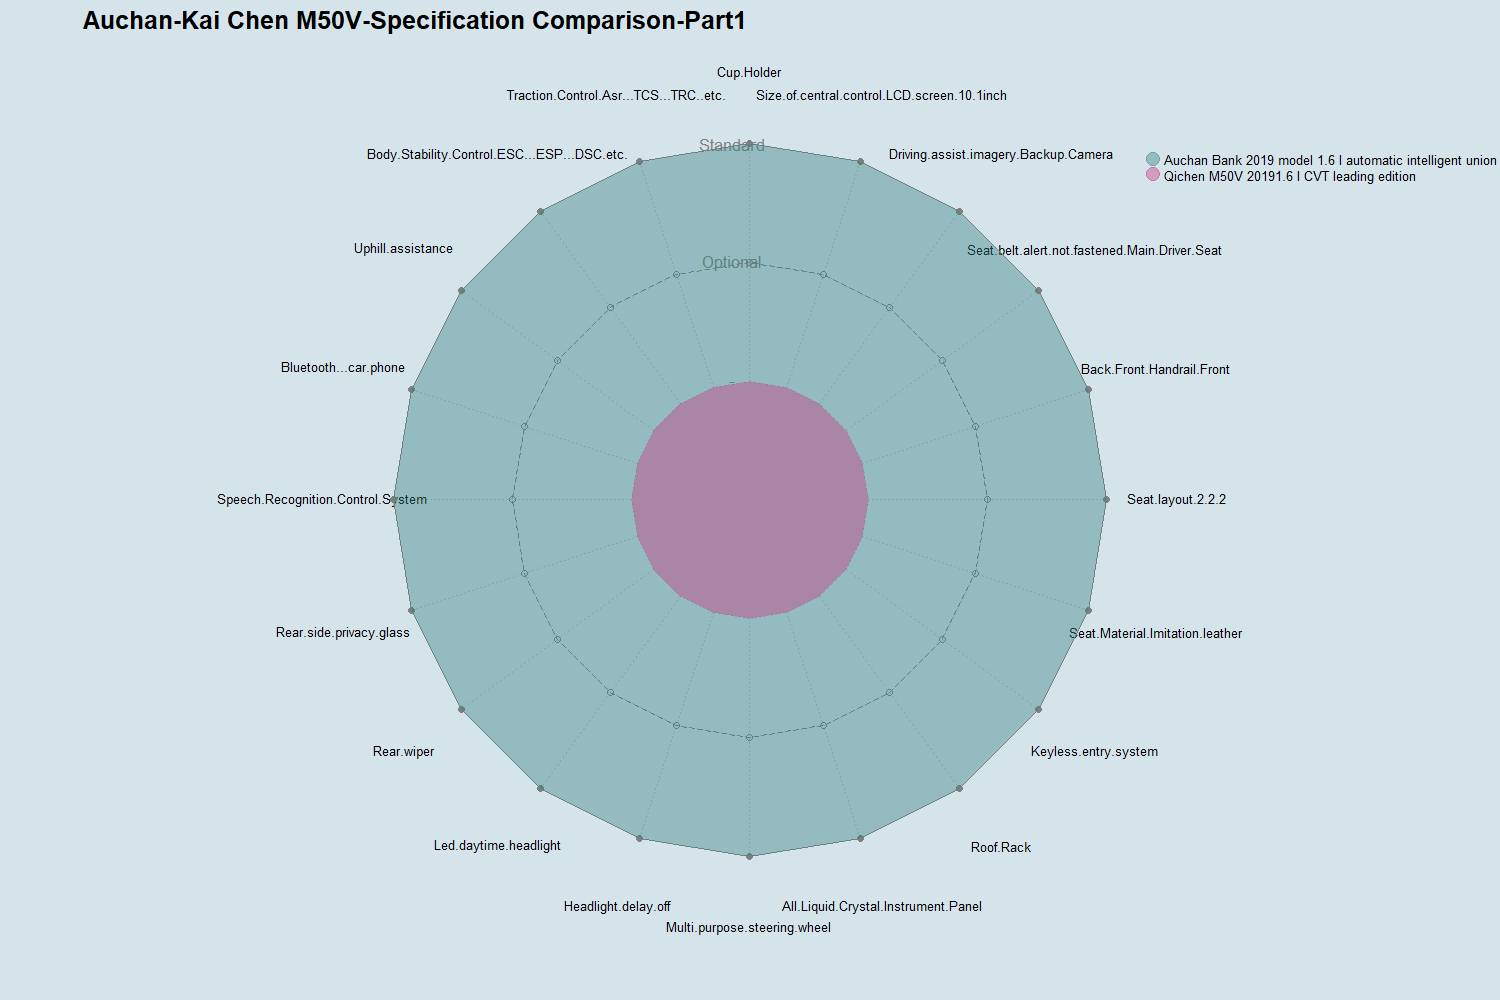 Auchan-Kai Chen M50V-Specification Comparison-Part1
Cup.Holder
Traction.Control.Asr...TCS...TRC..etc.
Size.of.central.control.LCD.screen.10.1inch
Standard
Body.Stability.Control.ESC...ESP...DSC.etc.
Driving.assist.imagery.Backup.Camera
Auchan Bank 2019 model 1.6 l automatic intelligent union
Qichen M50V 20191.6 l CVT leading edition
Uphill.assistance
Seat.belt.alert.not.fastened.Main.Driver.Seat
Optional
Bluetooth...car.phone
Back.Front.Handrail.Front
-
Speech.Recognition.Control.System
Seat.layout.2.2.2
Rear.side.privacy.glass
Seat.Material.Imitation.leather
Rear.wiper
Keyless.entry.system
Led.daytime.headlight
Roof.Rack
Headlight.delay.off
All.Liquid.Crystal.Instrument.Panel
Multi.purpose.steering.wheel